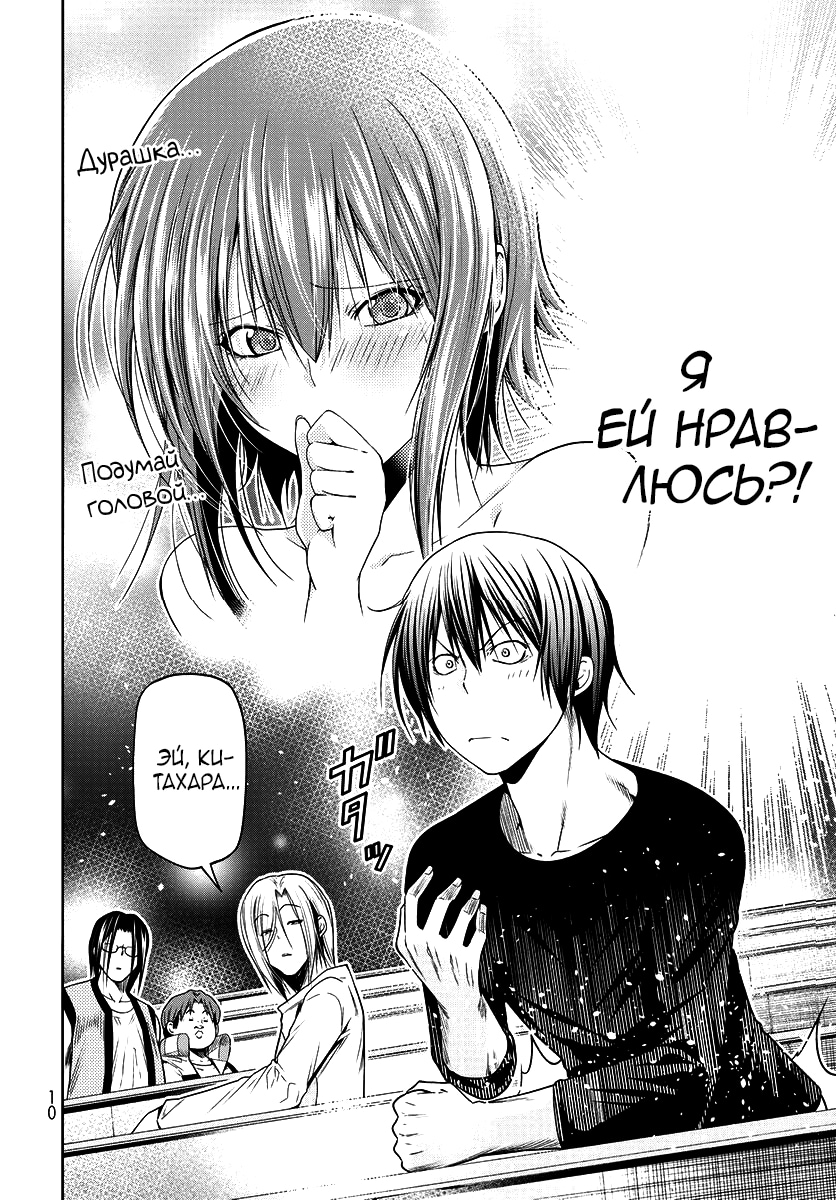 Я
ЕЙ НРАВ-
ЛЮСЬ?!
Дурашка...
Подумай
головой...
ガタッ
ЭЙ, КИ-
ТАХАРА...
10